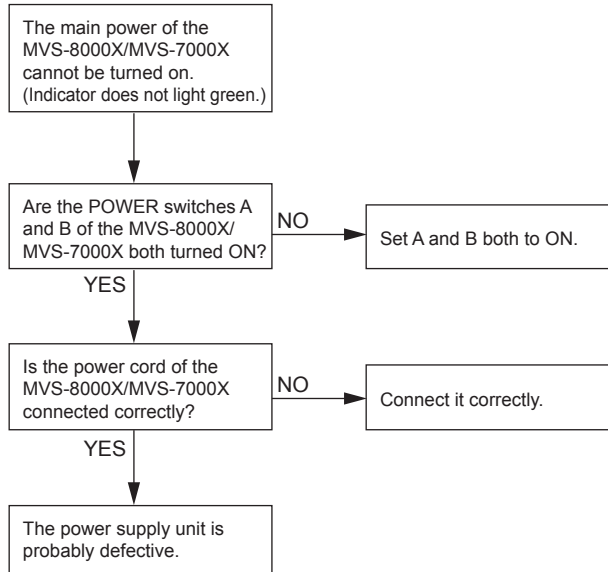 The main power of the
MVS-8000X/MVS-7000X
cannot be turned on.
(Indicator does not light green.)
Are the POWER switches A
and B of the MVS-8000X/
MVS-7000X both turned ON?
NO
Set A and B both to ON.
YES
Is the power cord of the
MVS-8000X/MVS-7000X
connected correctly?
NO
Connect it correctly.
YES
The power supply unit is
probably defective.